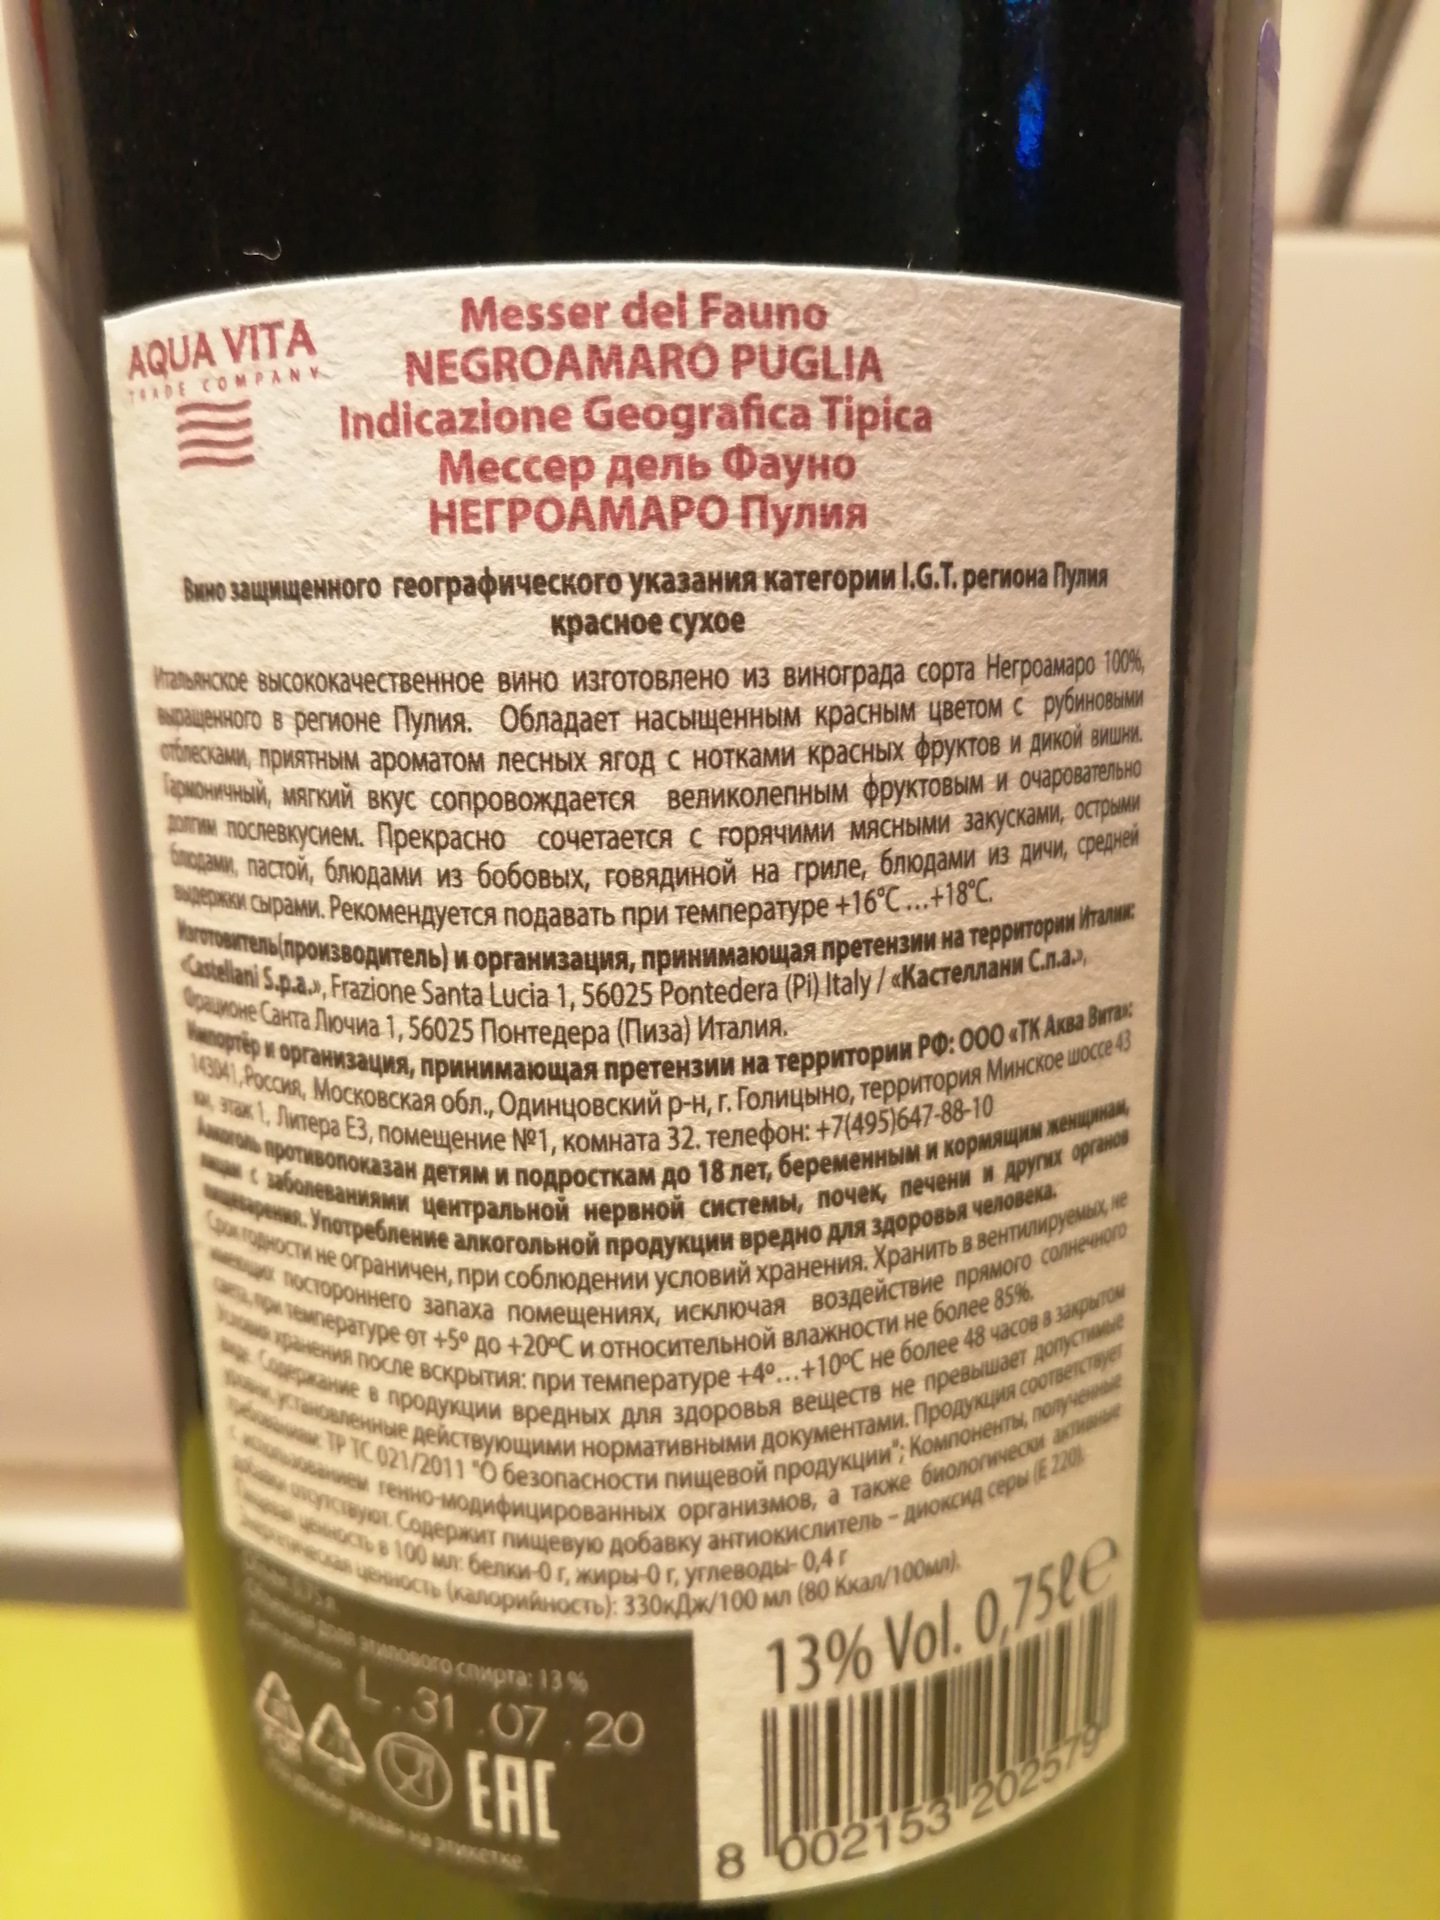 AQUA VITA
TRADE COMPANY
Messer del Fauno
NEGROAMARO PUGLIA
Indicazione Geografica Tipica
Мессер дель Фауно
НЕГРОАМАРО Пулия
Вино защищенного географического указания категории I.G.T. региона Пулия
красное сухое
Итальянское высококачественное вино изготовлено из винограда сорта Негроамаро 100%,
выращенного в регионе Пулия. Обладает насыщенным красным цветом с рубиновыми
отблесками, приятным ароматом лесных ягод с нотками красных фруктов и дикой вишни.
Гармоничный, мягкий вкус сопровождается великолепным фруктовым и очаровательно
долгим послевкусием. Прекрасно сочетается с горячими мясными закусками, острыми
блюдами, пастой, блюдами из бобовых, говядиной на гриле, блюдами из дичи, средней
выдержки сырами. Рекомендуется подавать при температуре +16°C ...+18°C.
Изготовитель(производитель) и организация, принимающая претензии на территории Италии:
«Castellani S.p.a.», Frazione Santa Lucia 1, 56025 Pontedera (Pi) Italy / «Кастеллани С.п.а.»,
Фрационе Санта Лючиа 1, 56025 Понтедера (Пиза) Италия.
Импортёр и организация, принимающая претензии на территории РФ: ООО «ТК Аква Вита»:
143041, Россия, Московская обл., Одинцовский р-н, г. Голицыно, территория Минское шоссе 43
км, этаж 1, Литера Е3, помещение №1, комната 32. телефон: +7(495)647-88-10
Алкоголь противопоказан детям и подросткам до 18 лет, беременным и кормящим женщинам,
лицам с заболеваниями центральной нервной системы, почек, печени и других органов
пищеварения. Употребление алкогольной продукции вредно для здоровья человека.
Срок годности не ограничен, при соблюдении условий хранения. Хранить в вентилируемых, не
имеющих постороннего запаха помещениях, исключая воздействие прямого солнечного
света, при температуре от +5º до +20ºC и относительной влажности не более 85%.
Условия хранения после вскрытия: при температуре +4º...+10ºC не более 48 часов в закрытом
виде. Содержание в продукции вредных для здоровья веществ не превышает допустимые
уровни, установленные действующими нормативными документами. Продукция соответствует
требованиям: ТР ТС 021/2011 "О безопасности пищевой продукции"; Компоненты, полученные
с использованием генно-модифицированных организмов, а также биологически активные
добавки отсутствуют. Содержит пищевую добавку антиокислитель – диоксид серы (E 220).
Пищевая ценность в 100 мл: белки-0 г, жиры-0 г, углеводы- 0,4 г
Энергетическая ценность (калорийность): 330кДж/100 мл (80 Ккал/100мл).
Объем: 0,75 л
Объемная доля этилового спирта: 13 %
L . 31 .07 . 20
EAC
указан на этикетке.
13% Vol. 0,75ℓ e
8 002153 202579